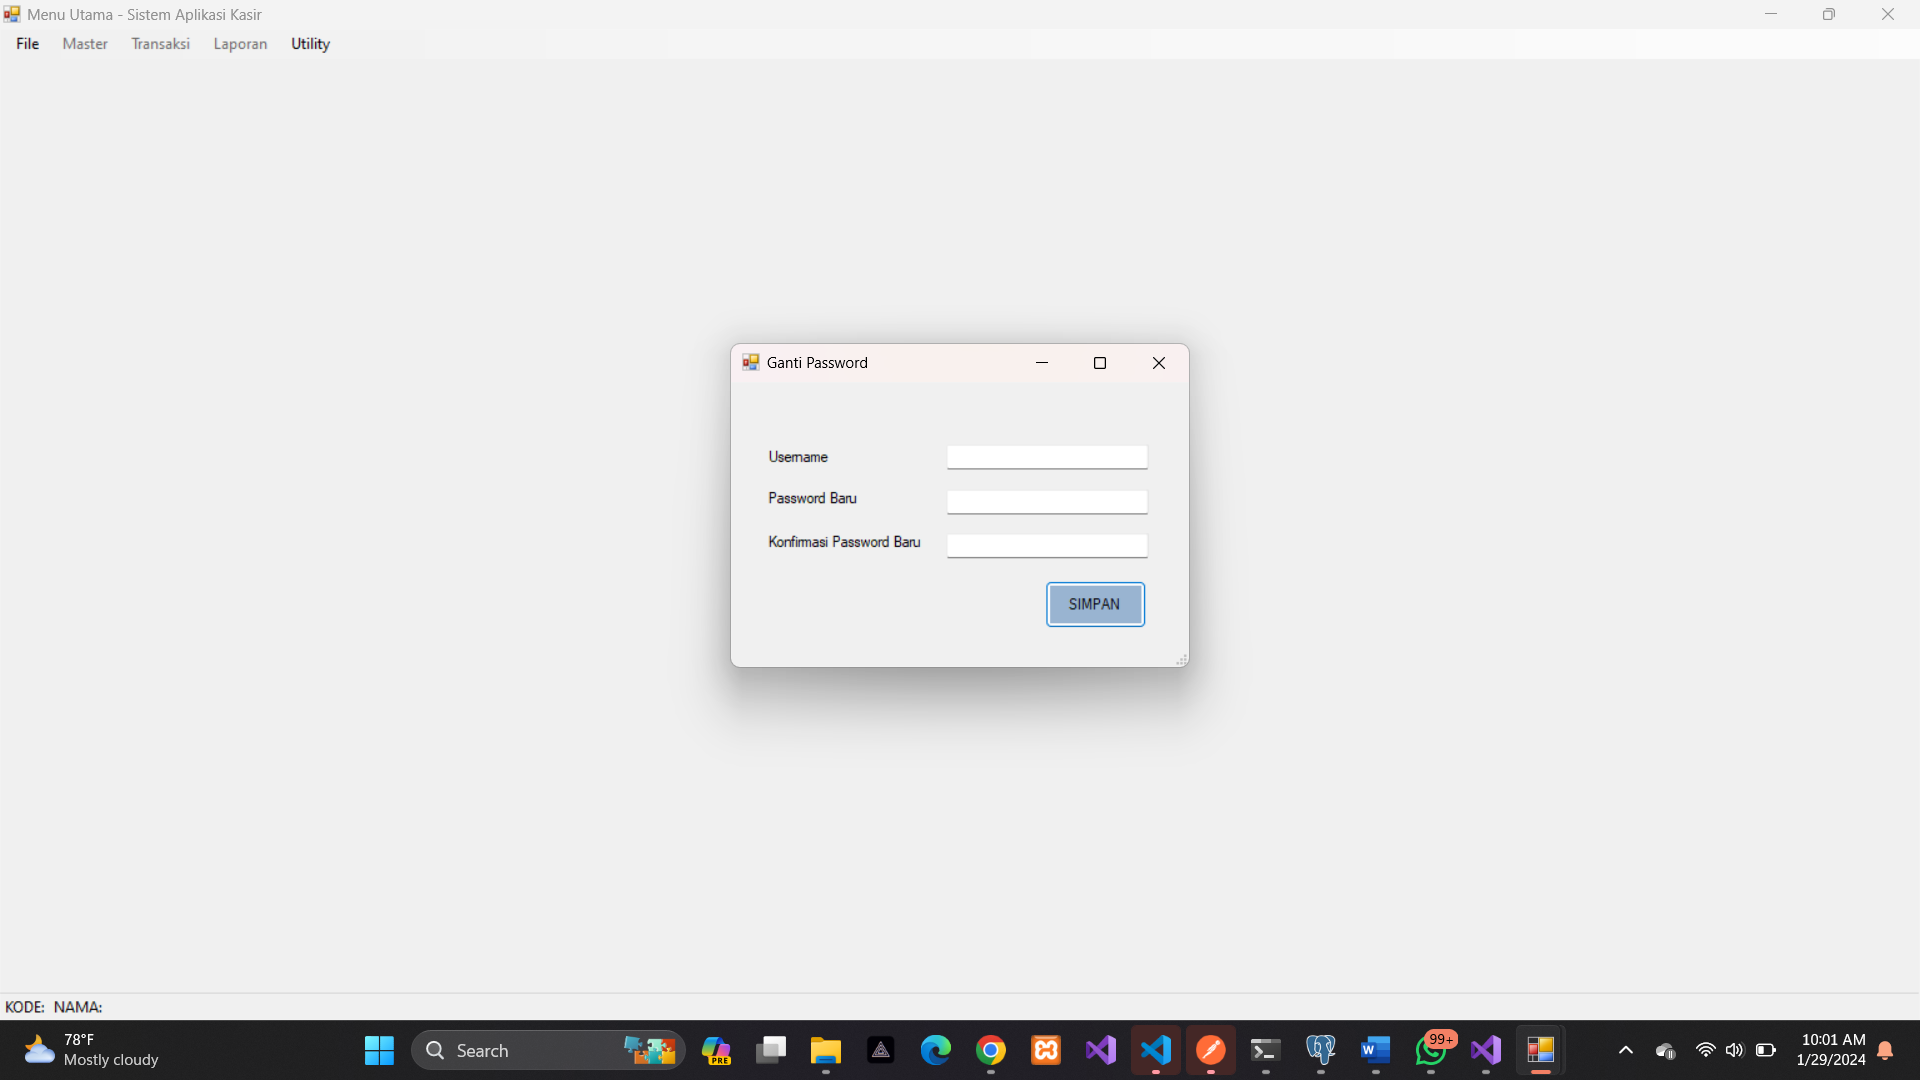 Menu Utama - Sistem Aplikasi Kasir
File Master Transaksi Laporan Utility
Ganti Password
Username
Password Baru
Konfirmasi Password Baru
SIMPAN
KODE: NAMA:
78°F
Mostly cloudy
Search
PRE
99+
10:01 AM
1/29/2024